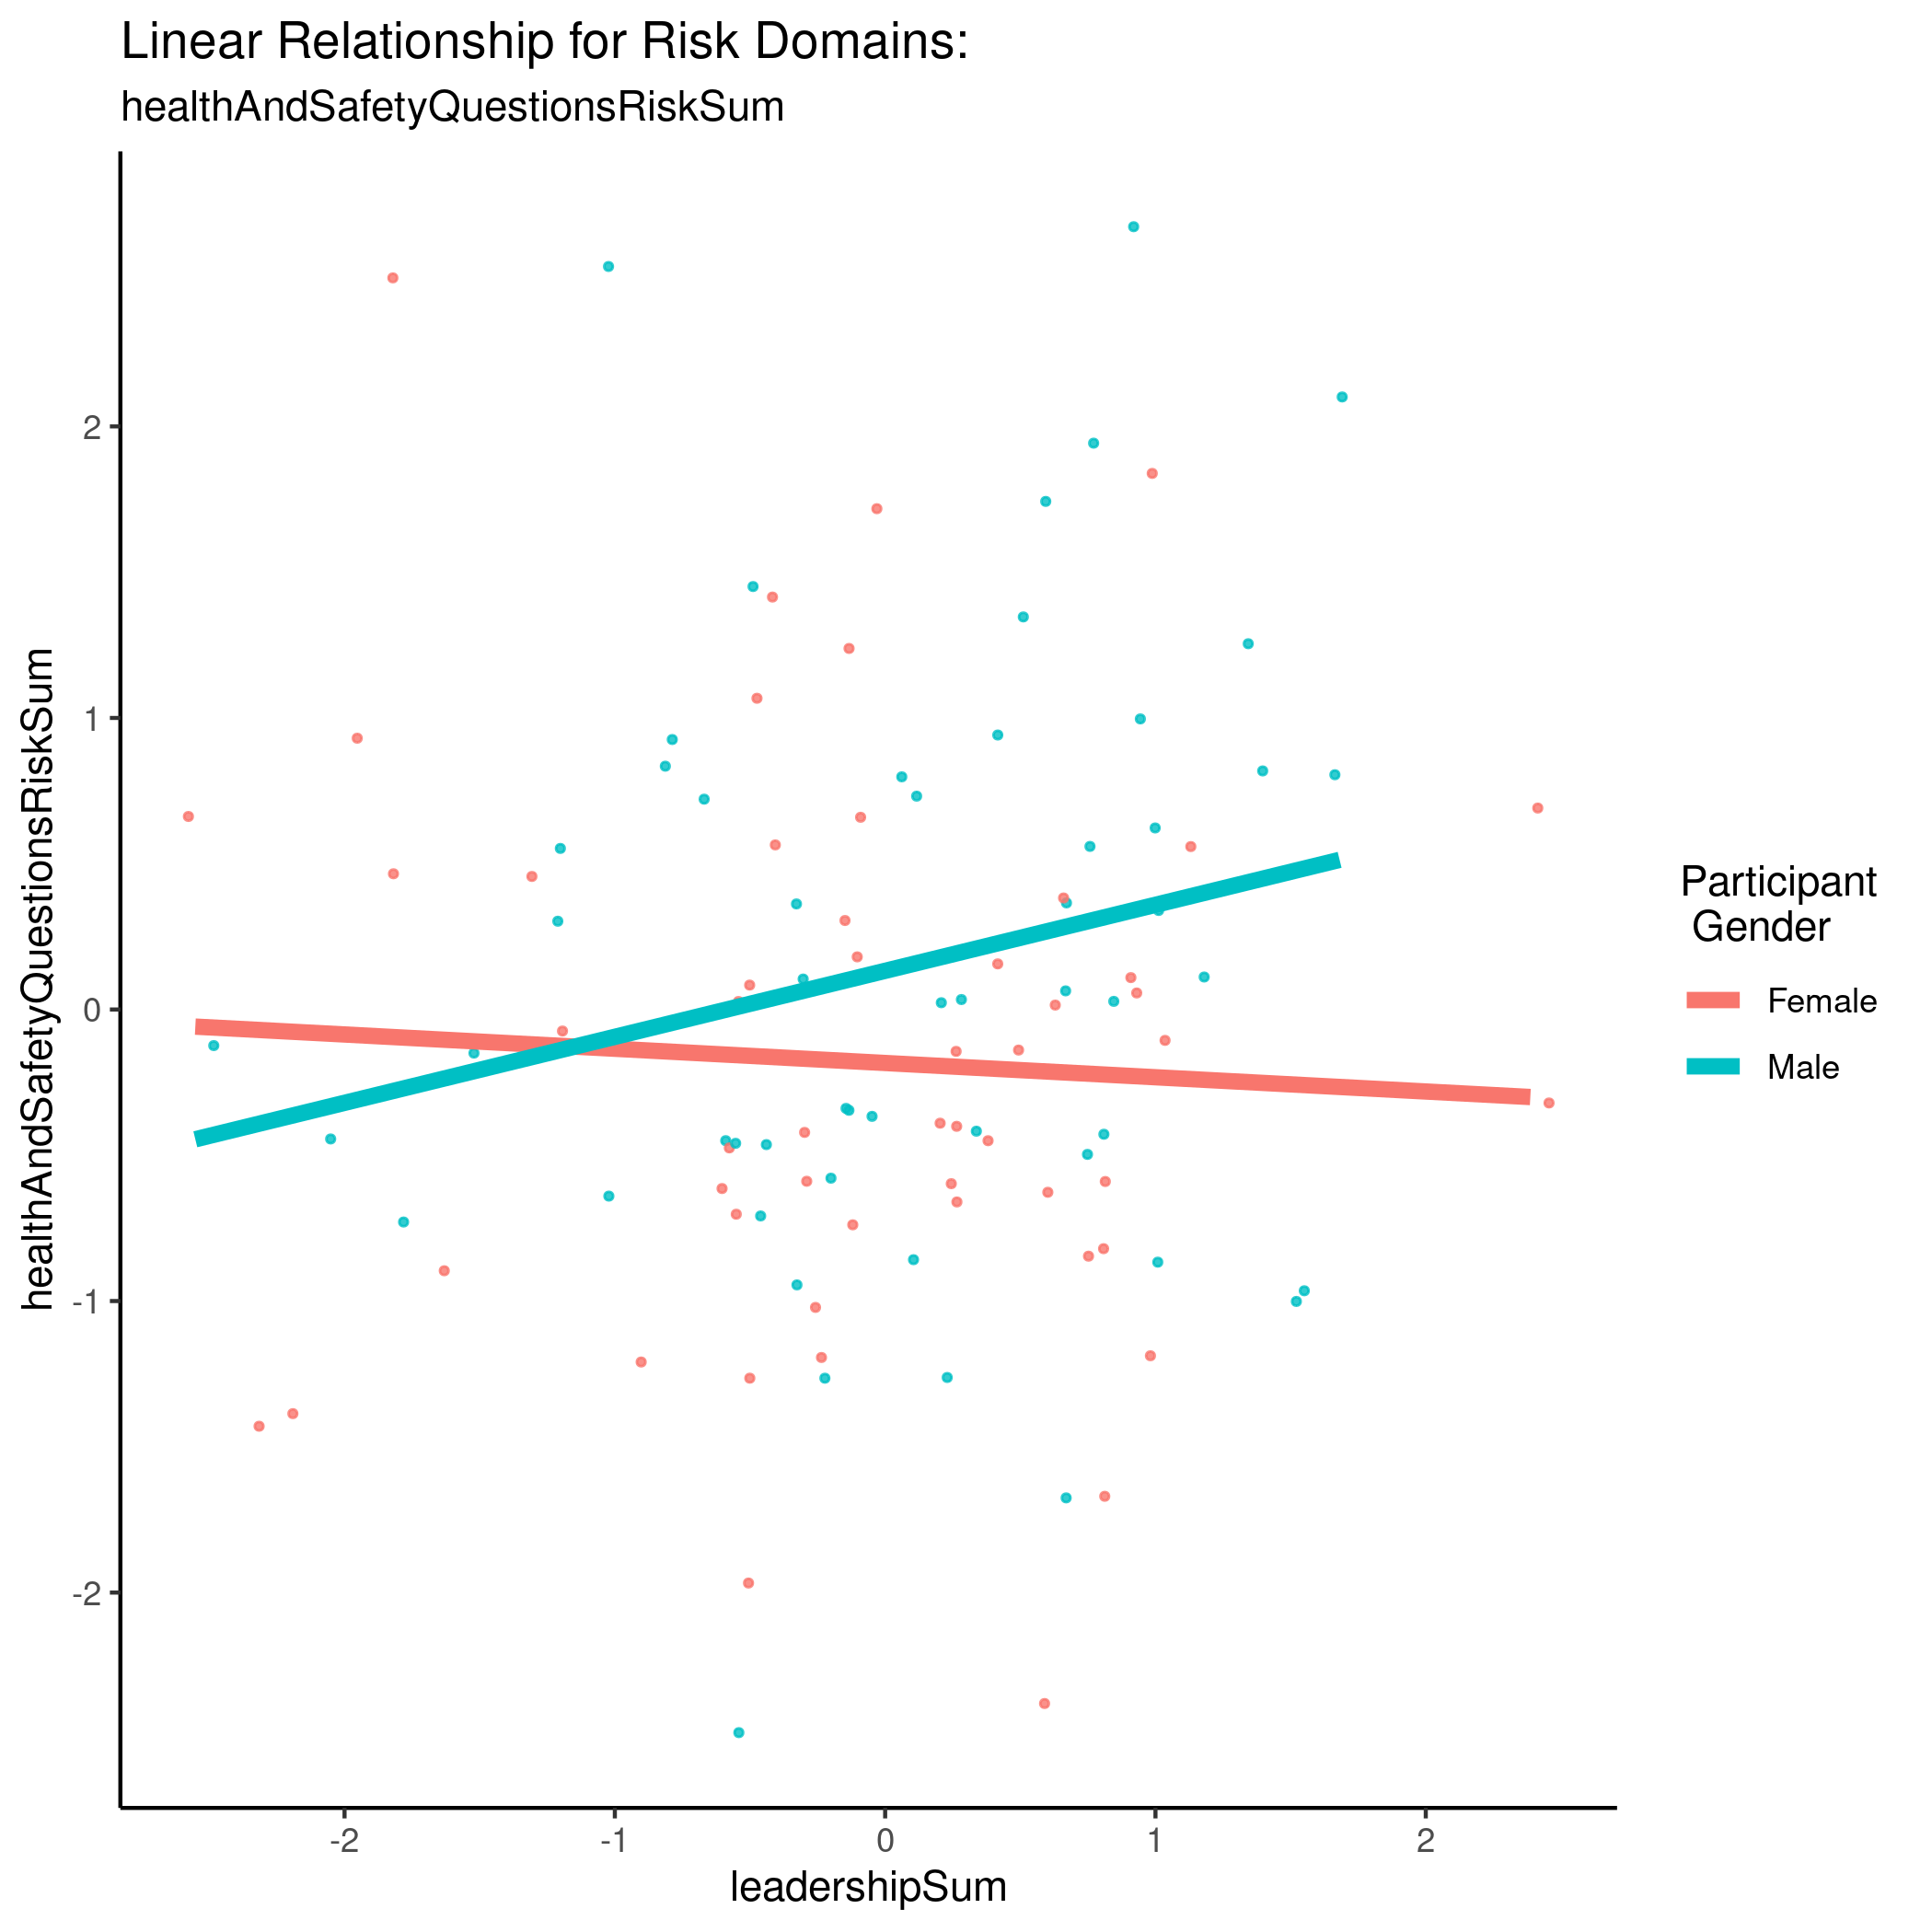 Linear Relationship for Risk Domains:
healthAndSafetyQuestionsRiskSum
healthAndSafetyQuestionsRiskSum
2
1
0
-1
-2
-2
-1
0
1
2
leadershipSum
Participant
Gender
Female
Male